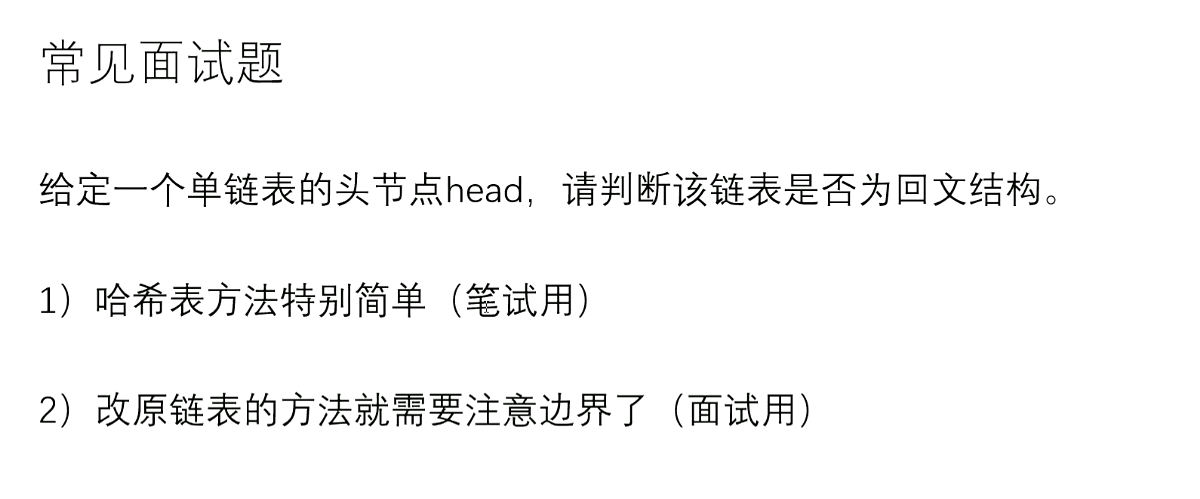 常见面试题
给定一个单链表的头节点head，请判断该链表是否为回文结构。
1）哈希表方法特别简单（笔试用）
2）改原链表的方法就需要注意边界了（面试用）